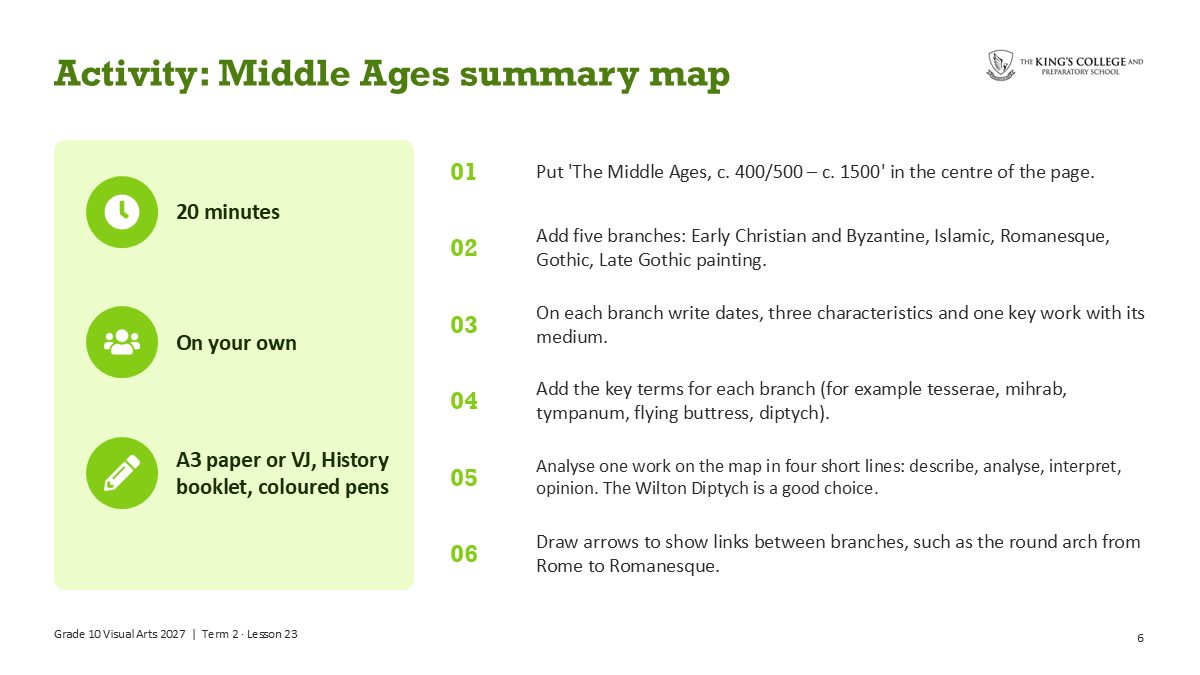 Activity: Middle Ages summary map
THE KING'S COLLEGE AND
PREPARATORY SCHOOL
20 minutes
On your own
A3 paper or VJ, History
booklet, coloured pens
01
Put 'The Middle Ages, c. 400/500 – c. 1500' in the centre of the page.
02
Add five branches: Early Christian and Byzantine, Islamic, Romanesque,
Gothic, Late Gothic painting.
03
On each branch write dates, three characteristics and one key work with its
medium.
04
Add the key terms for each branch (for example tesserae, mihrab,
tympanum, flying buttress, diptych).
05
Analyse one work on the map in four short lines: describe, analyse, interpret,
opinion. The Wilton Diptych is a good choice.
06
Draw arrows to show links between branches, such as the round arch from
Rome to Romanesque.
Grade 10 Visual Arts 2027 | Term 2 · Lesson 23
6